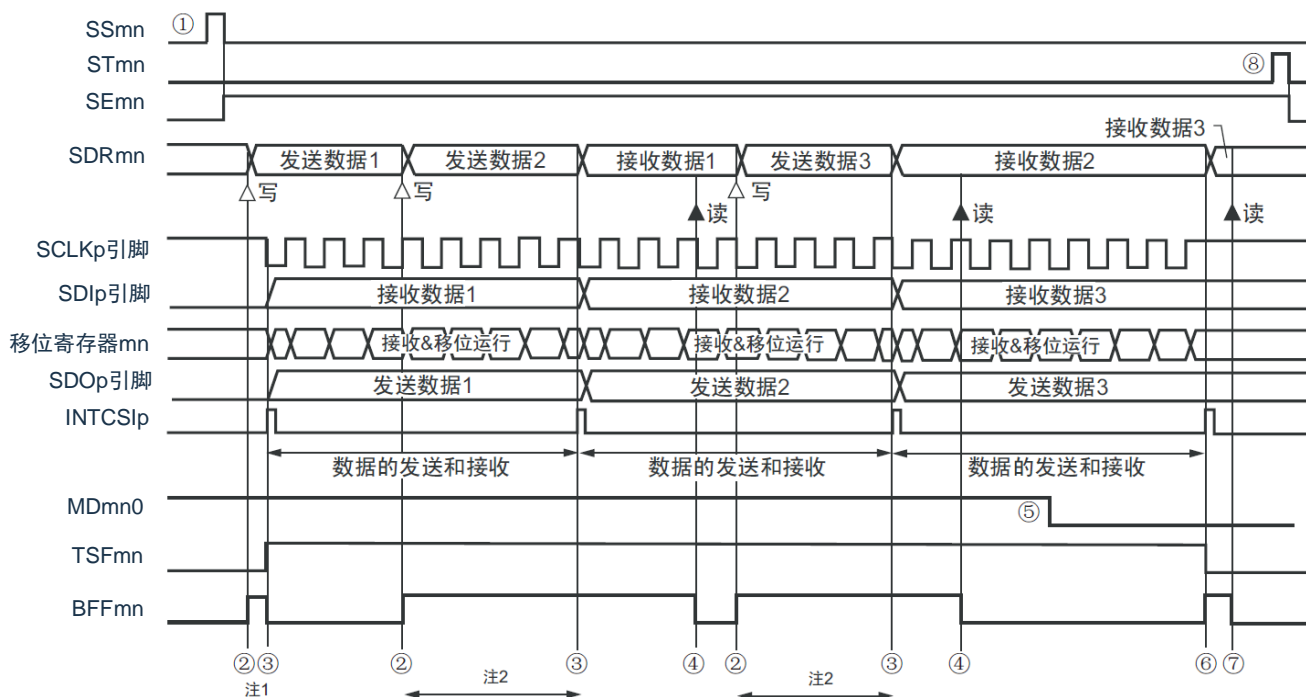 ① SSmn
STmn ⑧
SEmn
接收数据3
SDRmn 发送数据1 发送数据2 接收数据1 发送数据3 接收数据2
写 写 读 写 读 读
SCLKp引脚
SDIp引脚 接收数据1 接收数据2 接收数据3
移位寄存器mn 接收&移位运行 接收&移位运行 接收&移位运行
SDOp引脚 发送数据1 发送数据2 发送数据3
INTCSIp
数据的发送和接收 数据的发送和接收 数据的发送和接收
MDmn0 ⑤
TSFmn
BFFmn
② ③ ② ③ ④ ② ③ ④ ⑥ ⑦
注1 注2 注2